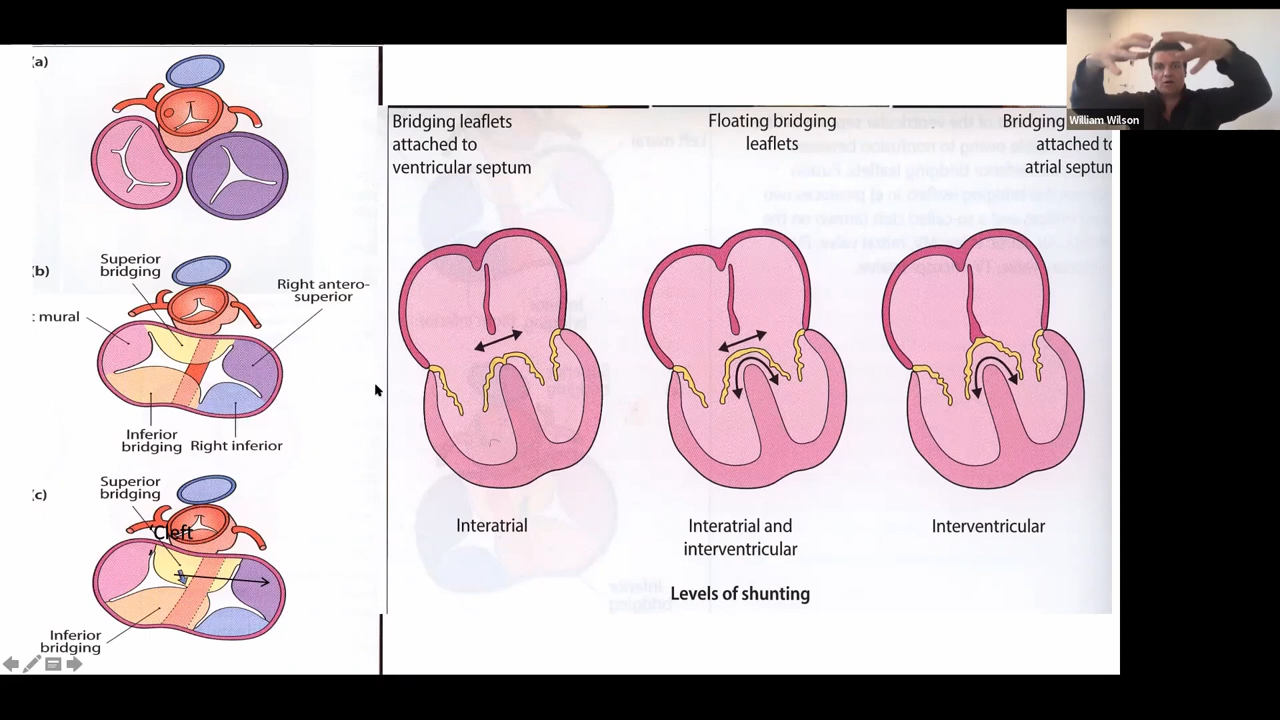 (a)
(b)
Superior
bridging
: mural
Right antero-
superior
Inferior
bridging
Right inferior
(c)
Superior
bridging
Cleft
Inferior
bridging
Bridging leaflets
attached to
ventricular septum
Floating bridging
leaflets
Bridging
attached to
atrial septum
Interatrial
Interatrial and
interventricular
Interventricular
Levels of shunting
William Wilson